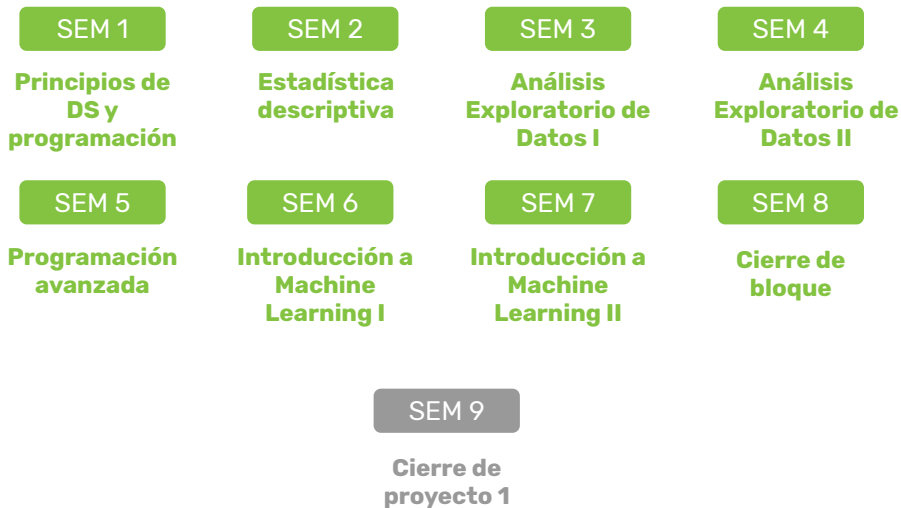 SEM 1
Principios de
DS y
programación
SEM 2
Estadística
descriptiva
SEM 3
Análisis
Exploratorio de
Datos I
SEM 4
Análisis
Exploratorio de
Datos II
SEM 5
Programación
avanzada
SEM 6
Introducción a
Machine
Learning I
SEM 7
Introducción a
Machine
Learning II
SEM 8
Cierre de
bloque
SEM 9
Cierre de
proyecto 1